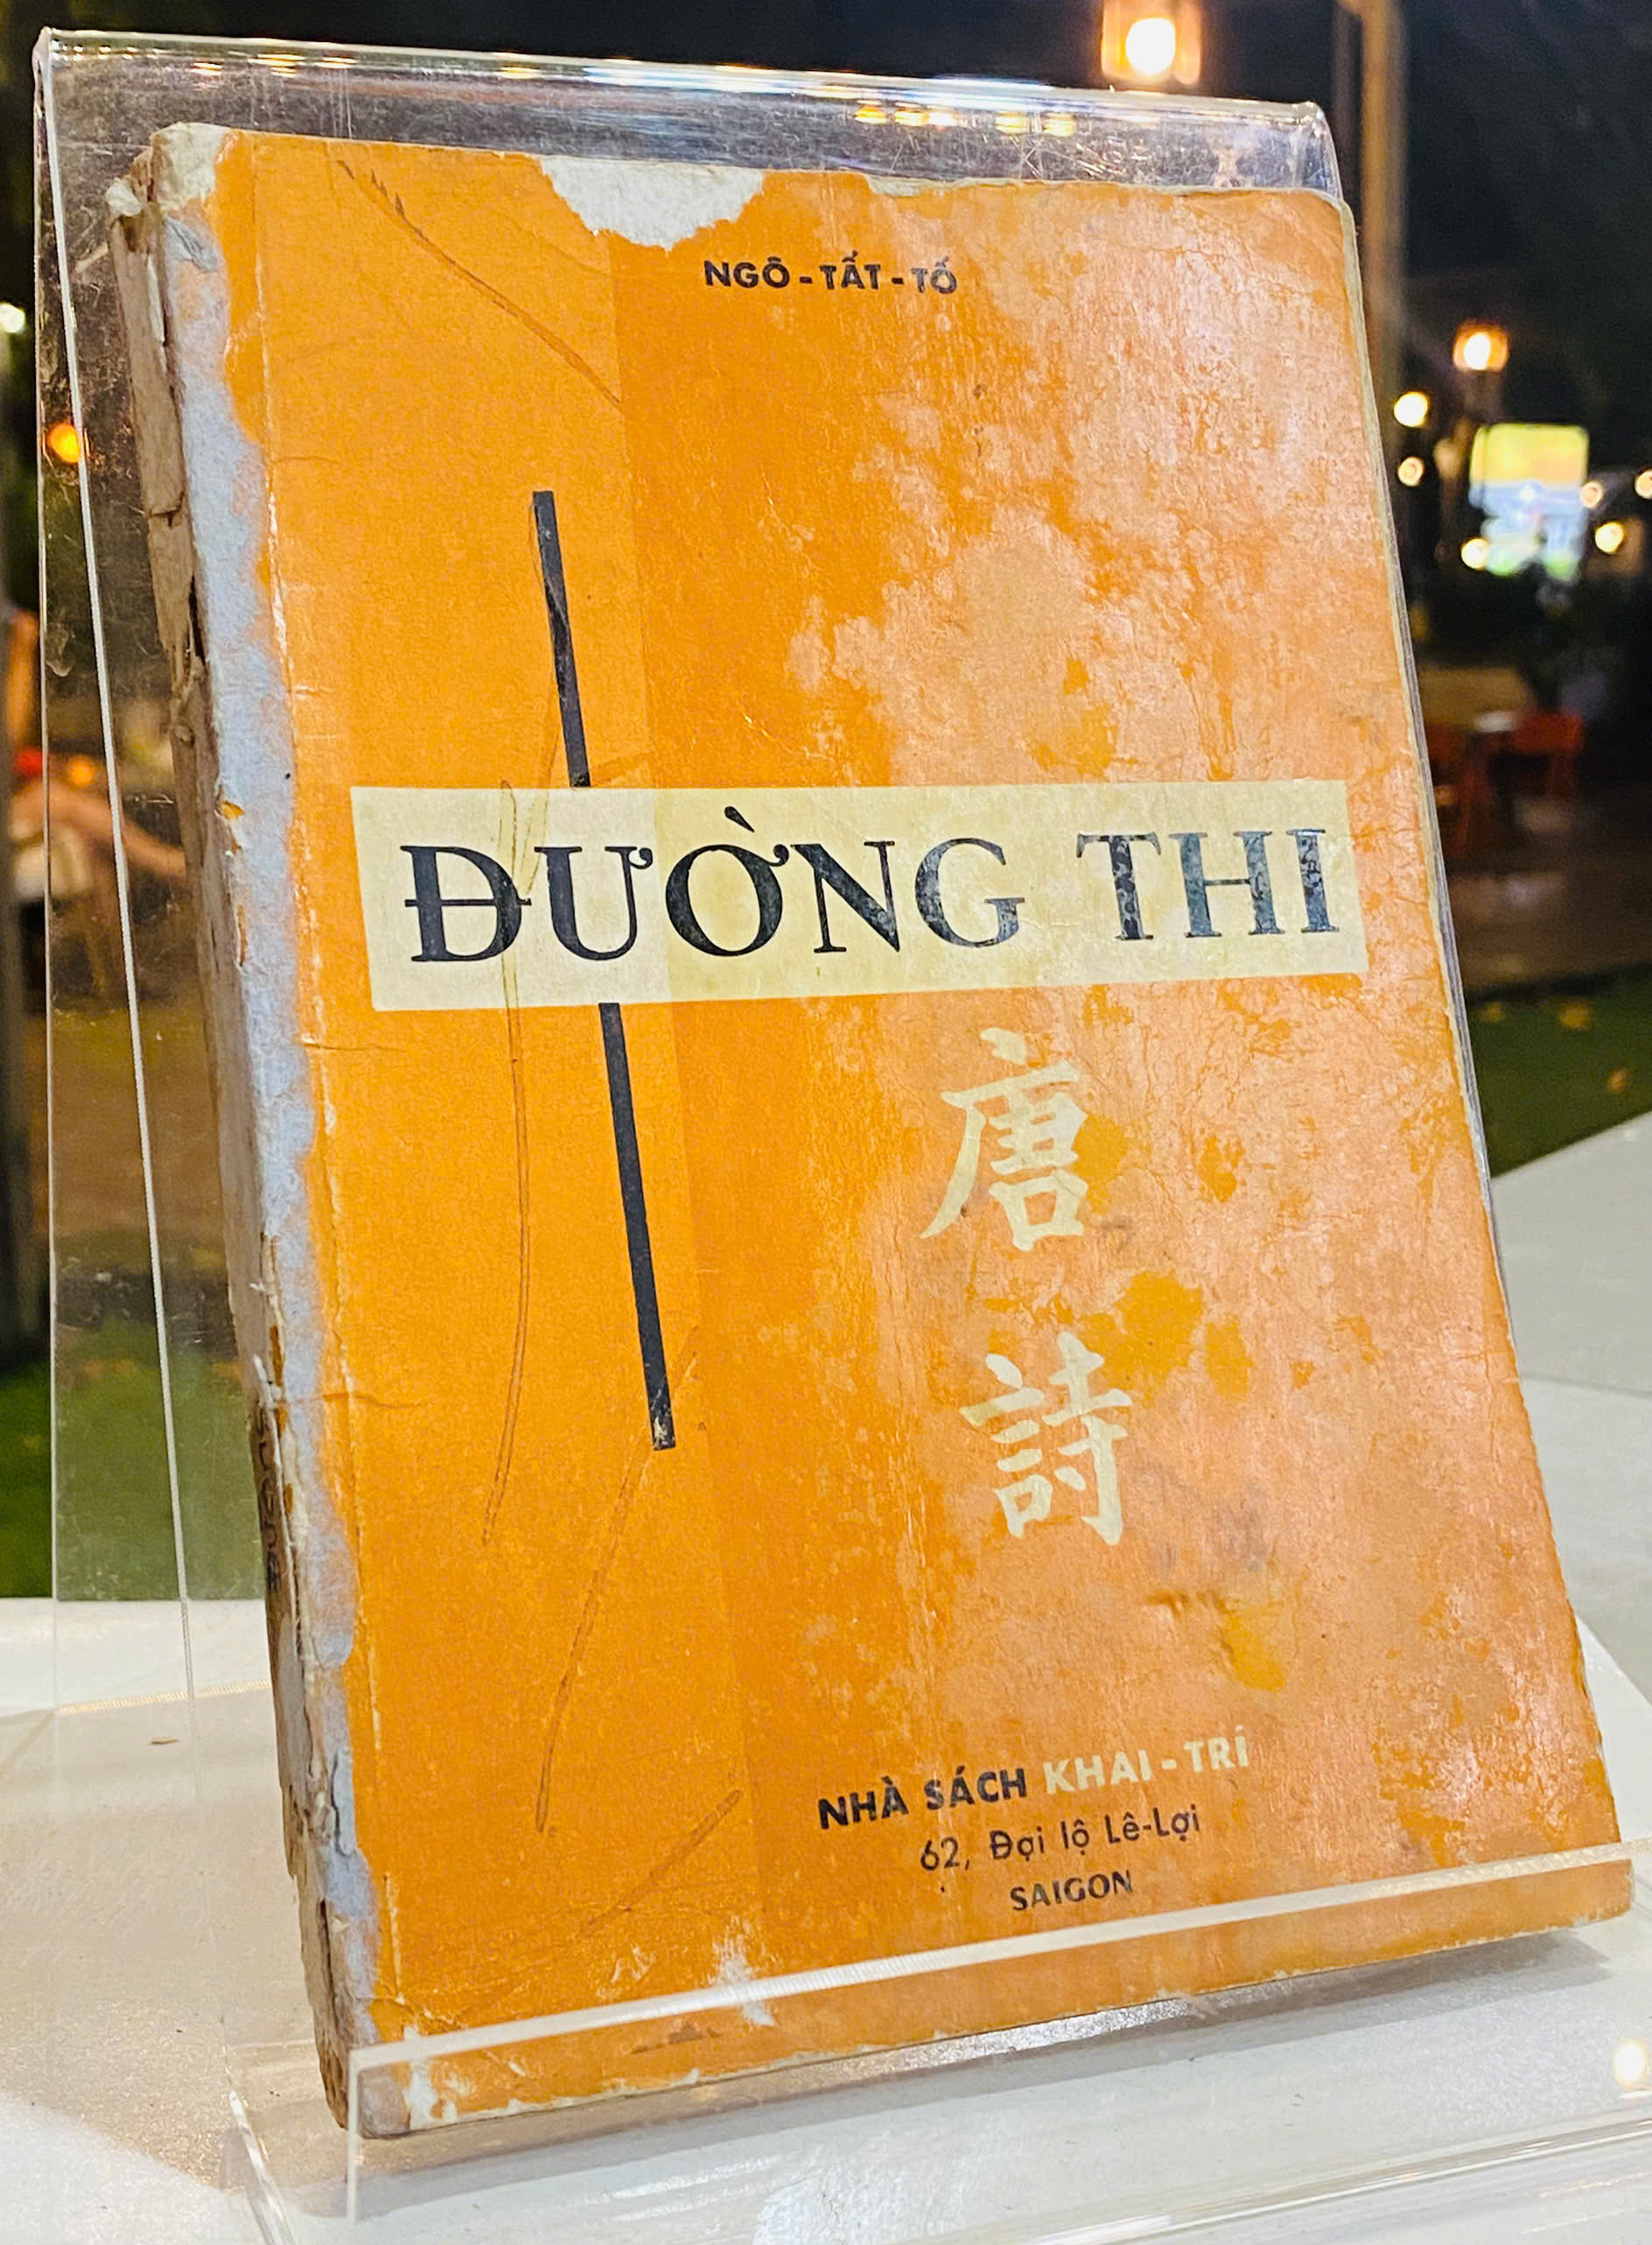 NGÔ-TẤT-TỐ
ĐƯỜNG THI
唐
詩
NHÀ SÁCH KHAI-TRÍ
62, Đại lộ Lê-Lợi
SAIGON